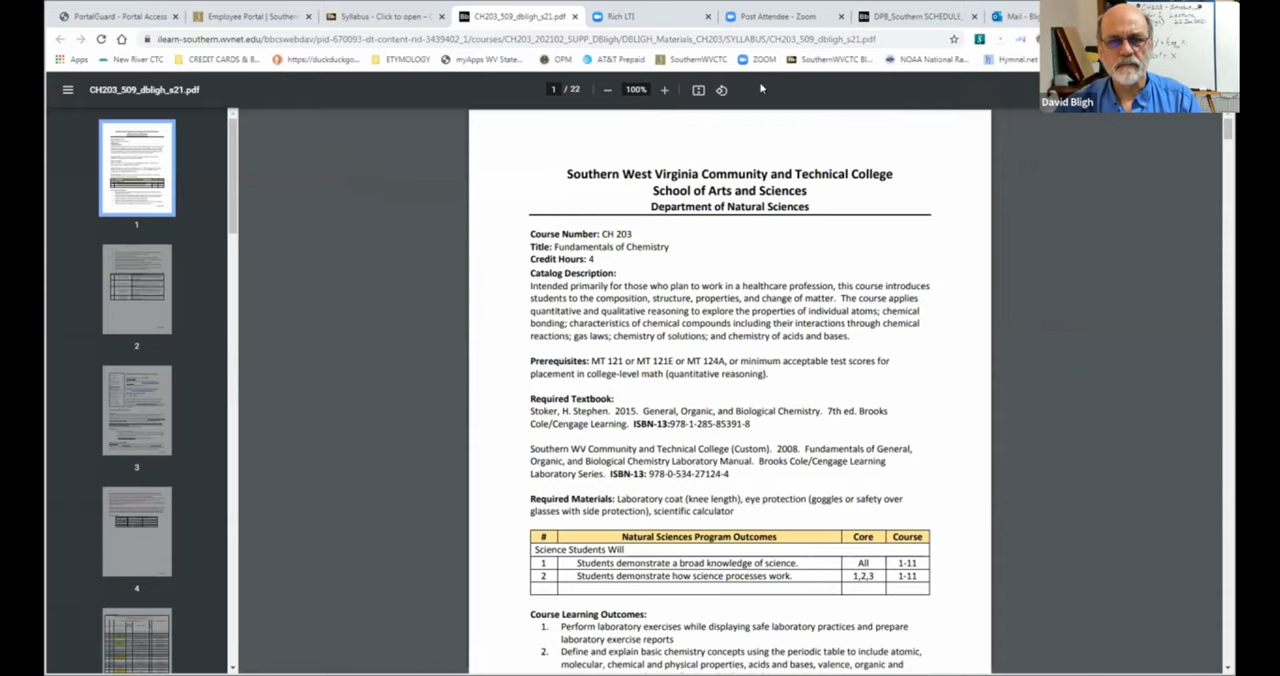 PortalGuard - Portal Access
Employee Portal | Southern
Syllabus - Click to open – C
CH203_509_dbligh_s21.pdf
Rich LTI
Post Attendee - Zoom
DPB_Southern SCHEDULE_
Mail -
ilearn-southern.wvnet.edu/bbcswebdav/pid-670093-dt-content-rid-3439402_1/courses/CH203_202102_SUPP_DBligh/DBLIGH_Materials_CH203/SYLLABUS/CH203_509_dbligh_s21.pdf
Apps
New River CTC
CREDIT CARDS & B...
https://duckduckgo...
ETYMOLOGY
myApps WV State...
OPM
AT&T Prepaid
SouthernWVCTC
ZOOM
SouthernWVCTC Bl...
NOAA National Ra...
Hymnal.net
David Bligh
CH203_509_dbligh_s21.pdf
1 / 22
100%
1
2
3
4
Southern West Virginia Community and Technical College
School of Arts and Sciences
Department of Natural Sciences
Course Number: CH 203
Title: Fundamentals of Chemistry
Credit Hours: 4
Catalog Description:
Intended primarily for those who plan to work in a healthcare profession, this course introduces
students to the composition, structure, properties, and change of matter. The course applies
quantitative and qualitative reasoning to explore the properties of individual atoms; chemical
bonding; characteristics of chemical compounds including their interactions through chemical
reactions; gas laws; chemistry of solutions; and chemistry of acids and bases.
Prerequisites: MT 121 or MT 121E or MT 124A, or minimum acceptable test scores for
placement in college-level math (quantitative reasoning).
Required Textbook:
Stoker, H. Stephen. 2015. General, Organic, and Biological Chemistry. 7th ed. Brooks
Cole/Cengage Learning. ISBN-13:978-1-285-85391-8
Southern WV Community and Technical College (Custom). 2008. Fundamentals of General,
Organic, and Biological Chemistry Laboratory Manual. Brooks Cole/Cengage Learning
Laboratory Series. ISBN-13: 978-0-534-27124-4
Required Materials: Laboratory coat (knee length), eye protection (goggles or safety over
glasses with side protection), scientific calculator
# Natural Sciences Program Outcomes Core Course
Science Students Will
1 Students demonstrate a broad knowledge of science. All 1-11
2 Students demonstrate how science processes work. 1,2,3 1-11
Course Learning Outcomes:
1. Perform laboratory exercises while displaying safe laboratory practices and prepare
laboratory exercise reports
2. Define and explain basic chemistry concepts using the periodic table to include atomic,
molecular, chemical and physical properties, acids and bases, valence, organic and